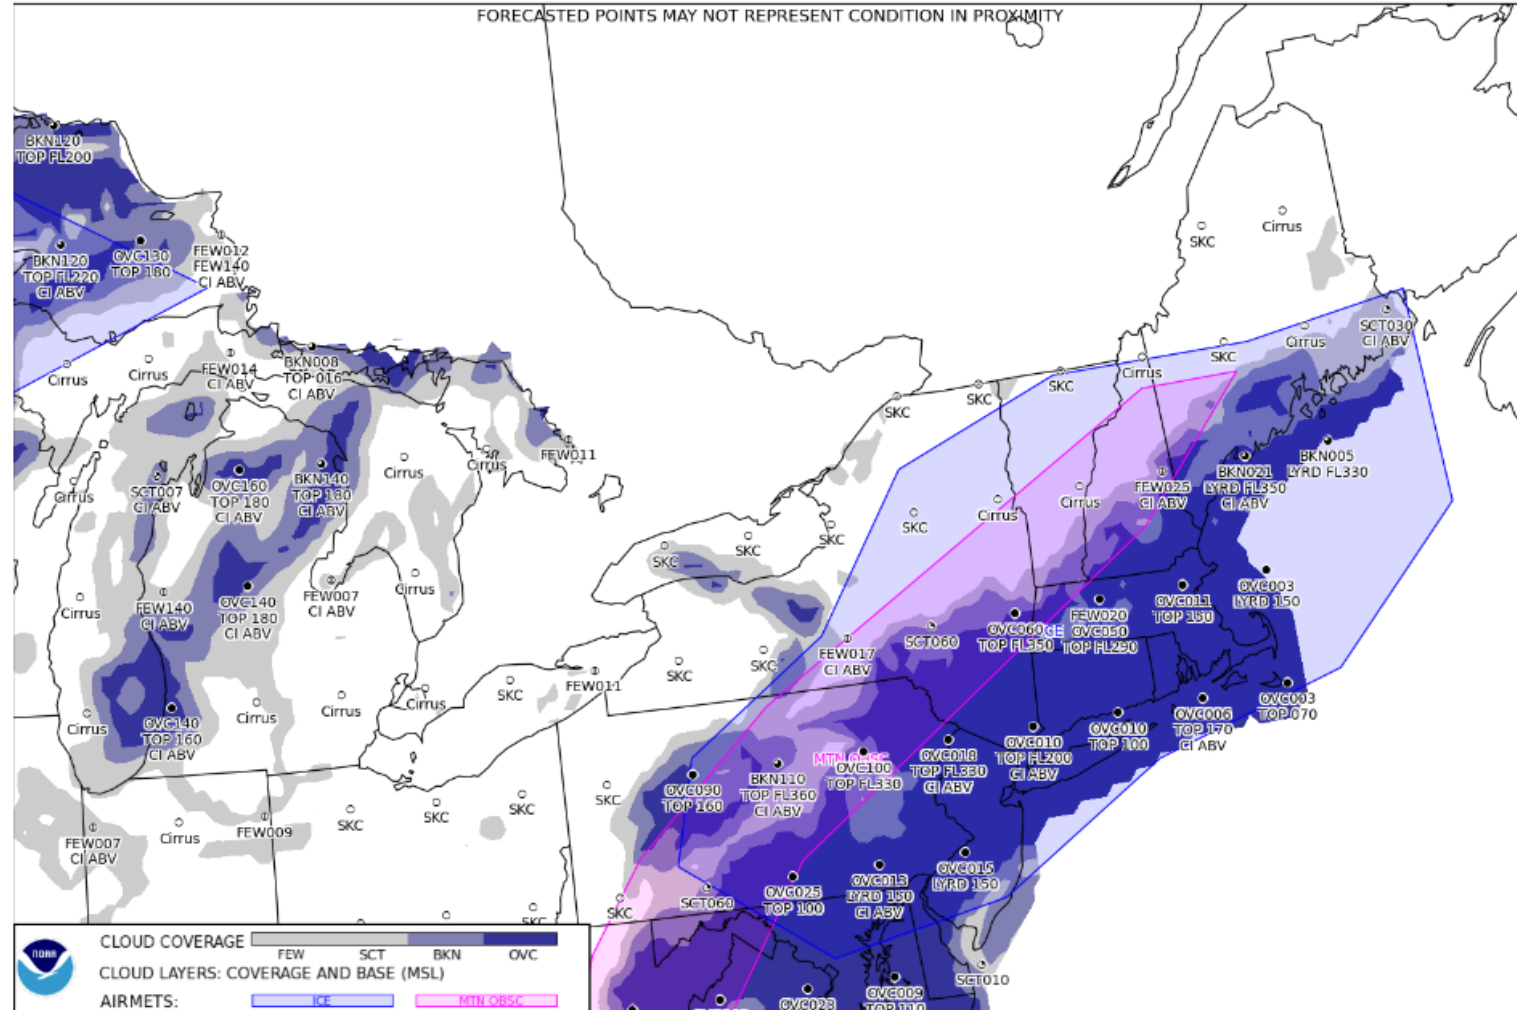 FORECASTED POINTS MAY NOT REPRESENT CONDITION IN PROXIMITY
BKN120
TOP FL200
BKN120
TOP FL220
CI ABV
OVC130
TOP 180
FEW012
FEW140
CI ABV
SKC
Cirrus
SCT030
CI ABV
Cirrus
Cirrus
FEW014
CI ABV
BKN008
TOP 016
CI ABV
SKC
SKC
SKC
Cirrus
SKC
Cirrus
Cirrus
SCT007
CI ABV
OVC160
TOP 180
CI ABV
BKN140
TOP 180
CI ABV
Cirrus
Cirrus
FEW011
SKC
SKC
SKC
SKC
Cirrus
Cirrus
FEW025
CI ABV
BKN021
LYRD FL350
CI ABV
BKN005
LYRD FL330
Cirrus
FEW140
CI ABV
OVC140
TOP 180
CI ABV
FEW007
CI ABV
Cirrus
FEW017
CI ABV
SCT060
OVC060
TOP FL350
ICE
FEW020
OVC050
TOP FL290
OVC011
TOP 150
OVC003
LYRD 150
Cirrus
OVC140
TOP 160
CI ABV
Cirrus
Cirrus
Cirrus
SKC
FEW011
SKC
SKC
OVC090
TOP 160
BKN110
TOP FL360
CI ABV
MTN OBSC
OVC100
TOP FL330
OVC018
TOP FL330
CI ABV
OVC010
TOP FL200
CI ABV
OVC010
TOP 100
OVC006
TOP 170
CI ABV
OVC003
TOP 070
FEW007
CI ABV
Cirrus
FEW009
SKC
SKC
SKC
SKC
SKC
SKC
SCT060
OVC025
TOP 100
OVC013
LYRD 150
CI ABV
OVC015
LYRD 150
SCT010
OVC023
OVC009
TOP 110
CLOUD COVERAGE
FEW SCT BKN OVC
CLOUD LAYERS: COVERAGE AND BASE (MSL)
AIRMETS: ICE MTN OBSC
NOAA